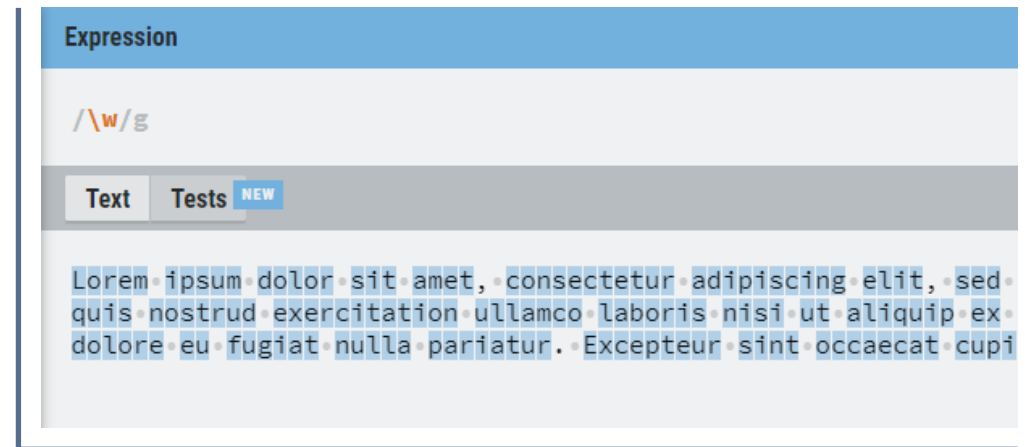 Expression
/\w/g
Text Tests NEW
Lorem ipsum dolor sit amet, consectetur adipiscing elit, sed
quis nostrud exercitation ullamco laboris nisi ut aliquip ex
dolore eu fugiat nulla pariatur. Excepteur sint occaecat cupi